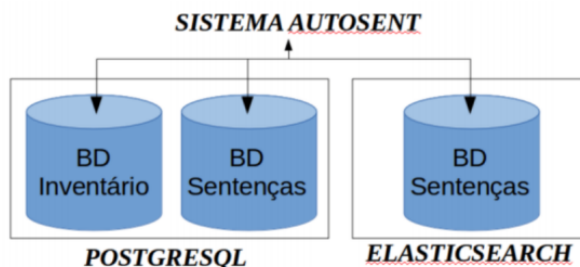 SISTEMA AUTOSENT
BD
Inventário
BD
Sentenças
BD
Sentenças
POSTGRESQL
ELASTICSEARCH